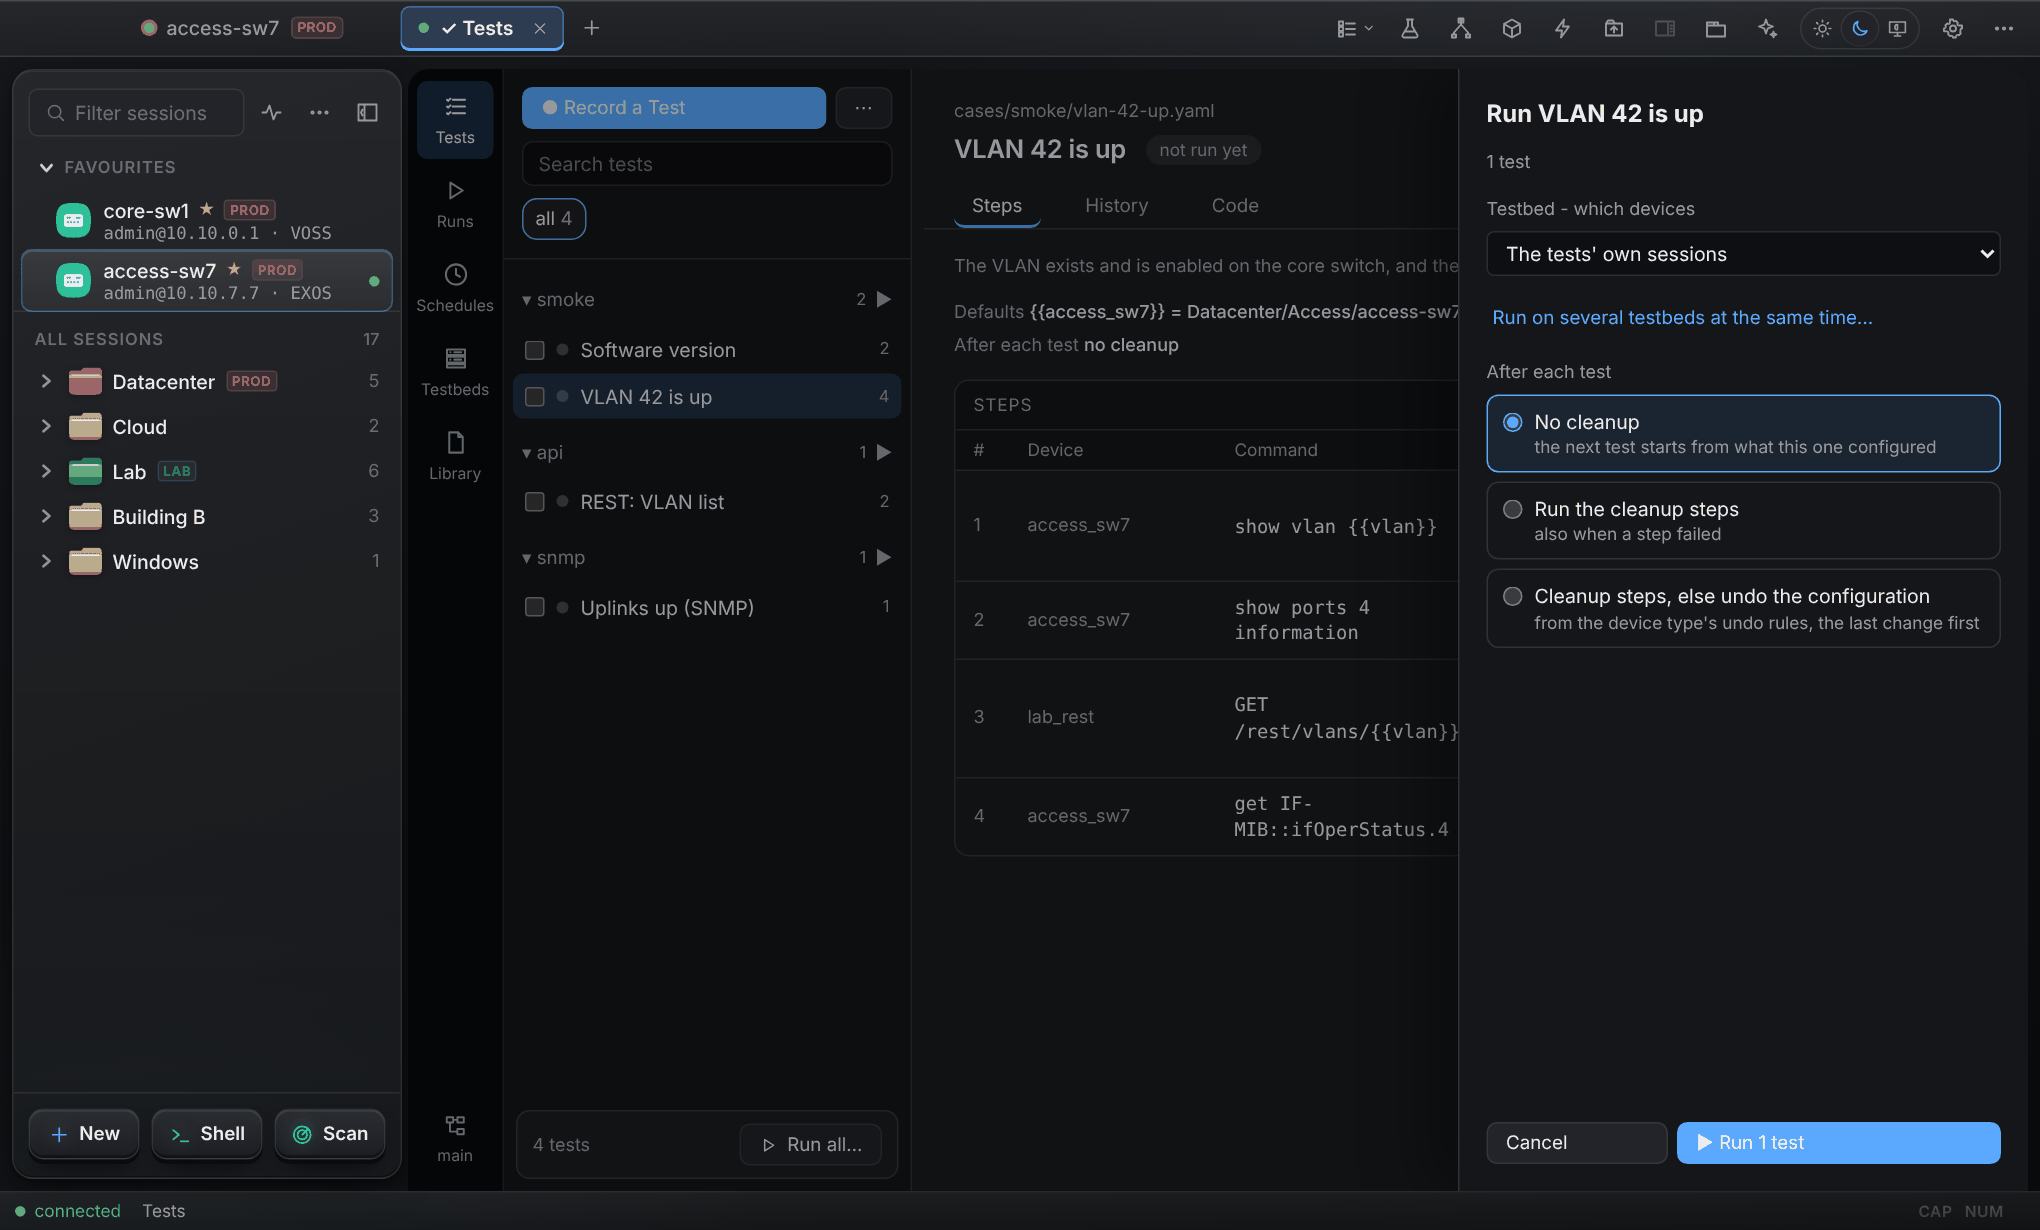 access-sw7 PROD
✓ Tests
Filter sessions
FAVOURITES
core-sw1 ★ PROD
admin@10.10.0.1 · VOSS
access-sw7 ★ PROD
admin@10.10.7.7 · EXOS
ALL SESSIONS 17
Datacenter PROD 5
Cloud 2
Lab LAB 6
Building B 3
Windows 1
New
Shell
Scan
Tests
Runs
Schedules
Testbeds
Library
main
Record a Test
Search tests
all 4
smoke 2
Software version 2
VLAN 42 is up 4
api 1
REST: VLAN list 2
snmp 1
Uplinks up (SNMP) 1
4 tests
Run all...
cases/smoke/vlan-42-up.yaml
VLAN 42 is up not run yet
Steps History Code
The VLAN exists and is enabled on the core switch, and the
Defaults {{access_sw7}} = Datacenter/Access/access-sw7
After each test no cleanup
STEPS
# Device Command
1 access_sw7 show vlan {{vlan}}
2 access_sw7 show ports 4
information
3 lab_rest GET
/rest/vlans/{{vlan}}
4 access_sw7 get IF-
MIB::ifOperStatus.4
Run VLAN 42 is up
1 test
Testbed - which devices
The tests' own sessions
Run on several testbeds at the same time...
After each test
No cleanup
the next test starts from what this one configured
Run the cleanup steps
also when a step failed
Cleanup steps, else undo the configuration
from the device type's undo rules, the last change first
Cancel
Run 1 test
connected Tests
CAP NUM